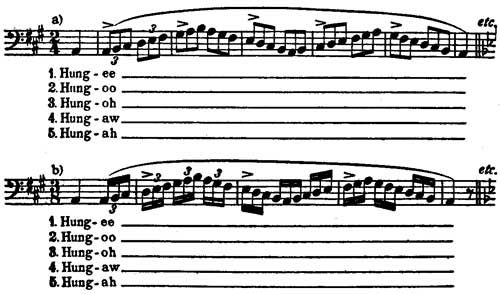 a) etc.
3 3
1. Hung - ee
2. Hung - oo
3. Hung - oh
4. Hung - aw
5. Hung - ah
b) etc.
3 3 3 3
1. Hung - ee
2. Hung - oo
3. Hung - oh
4. Hung - aw
5. Hung - ah